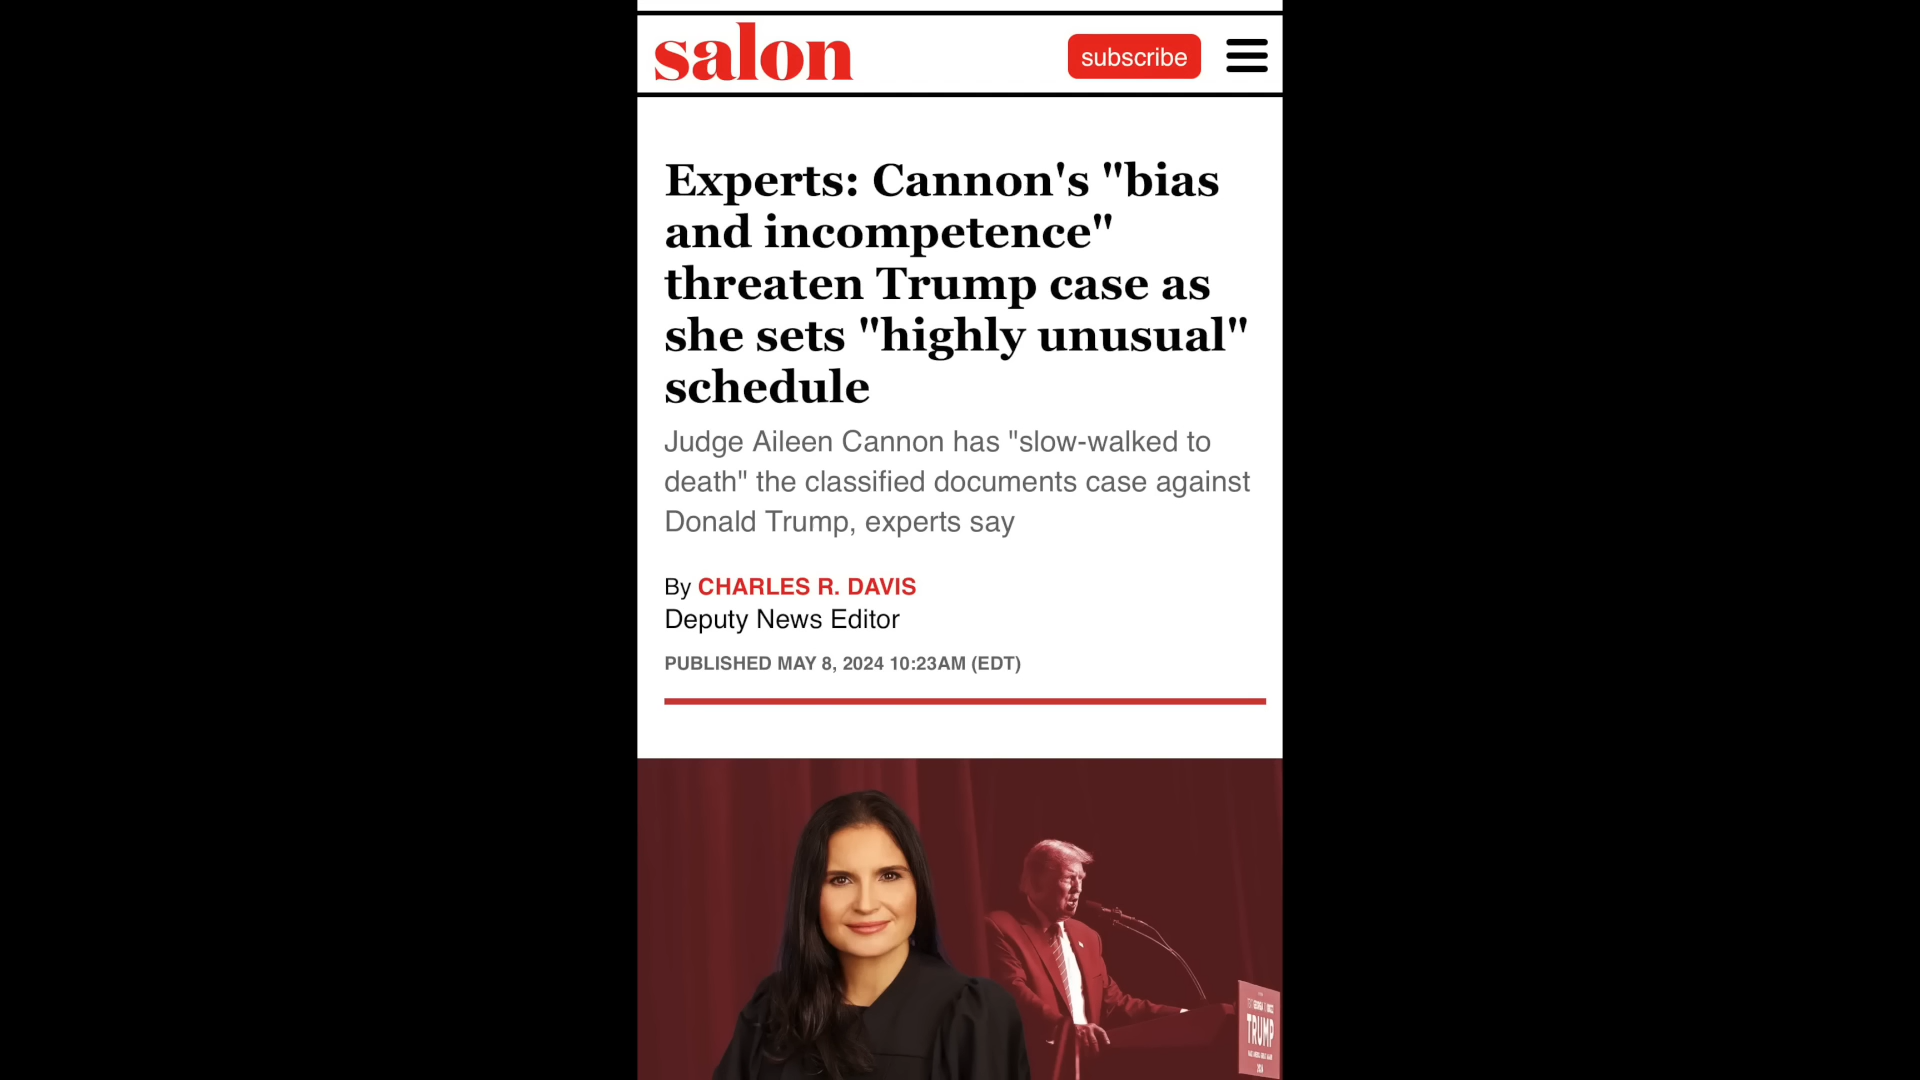 salon
subscribe
Experts: Cannon's "bias
and incompetence"
threaten Trump case as
she sets "highly unusual"
schedule
Judge Aileen Cannon has "slow-walked to
death" the classified documents case against
Donald Trump, experts say
By CHARLES R. DAVIS
Deputy News Editor
PUBLISHED MAY 8, 2024 10:23AM (EDT)
TRUMP